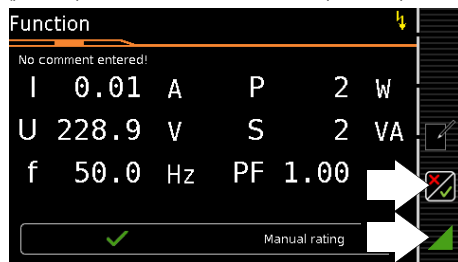 Function
No comment entered!
I 0.01 A P 2 W
U 228.9 V S 2 VA
f 50.0 Hz PF 1.00
Manual rating